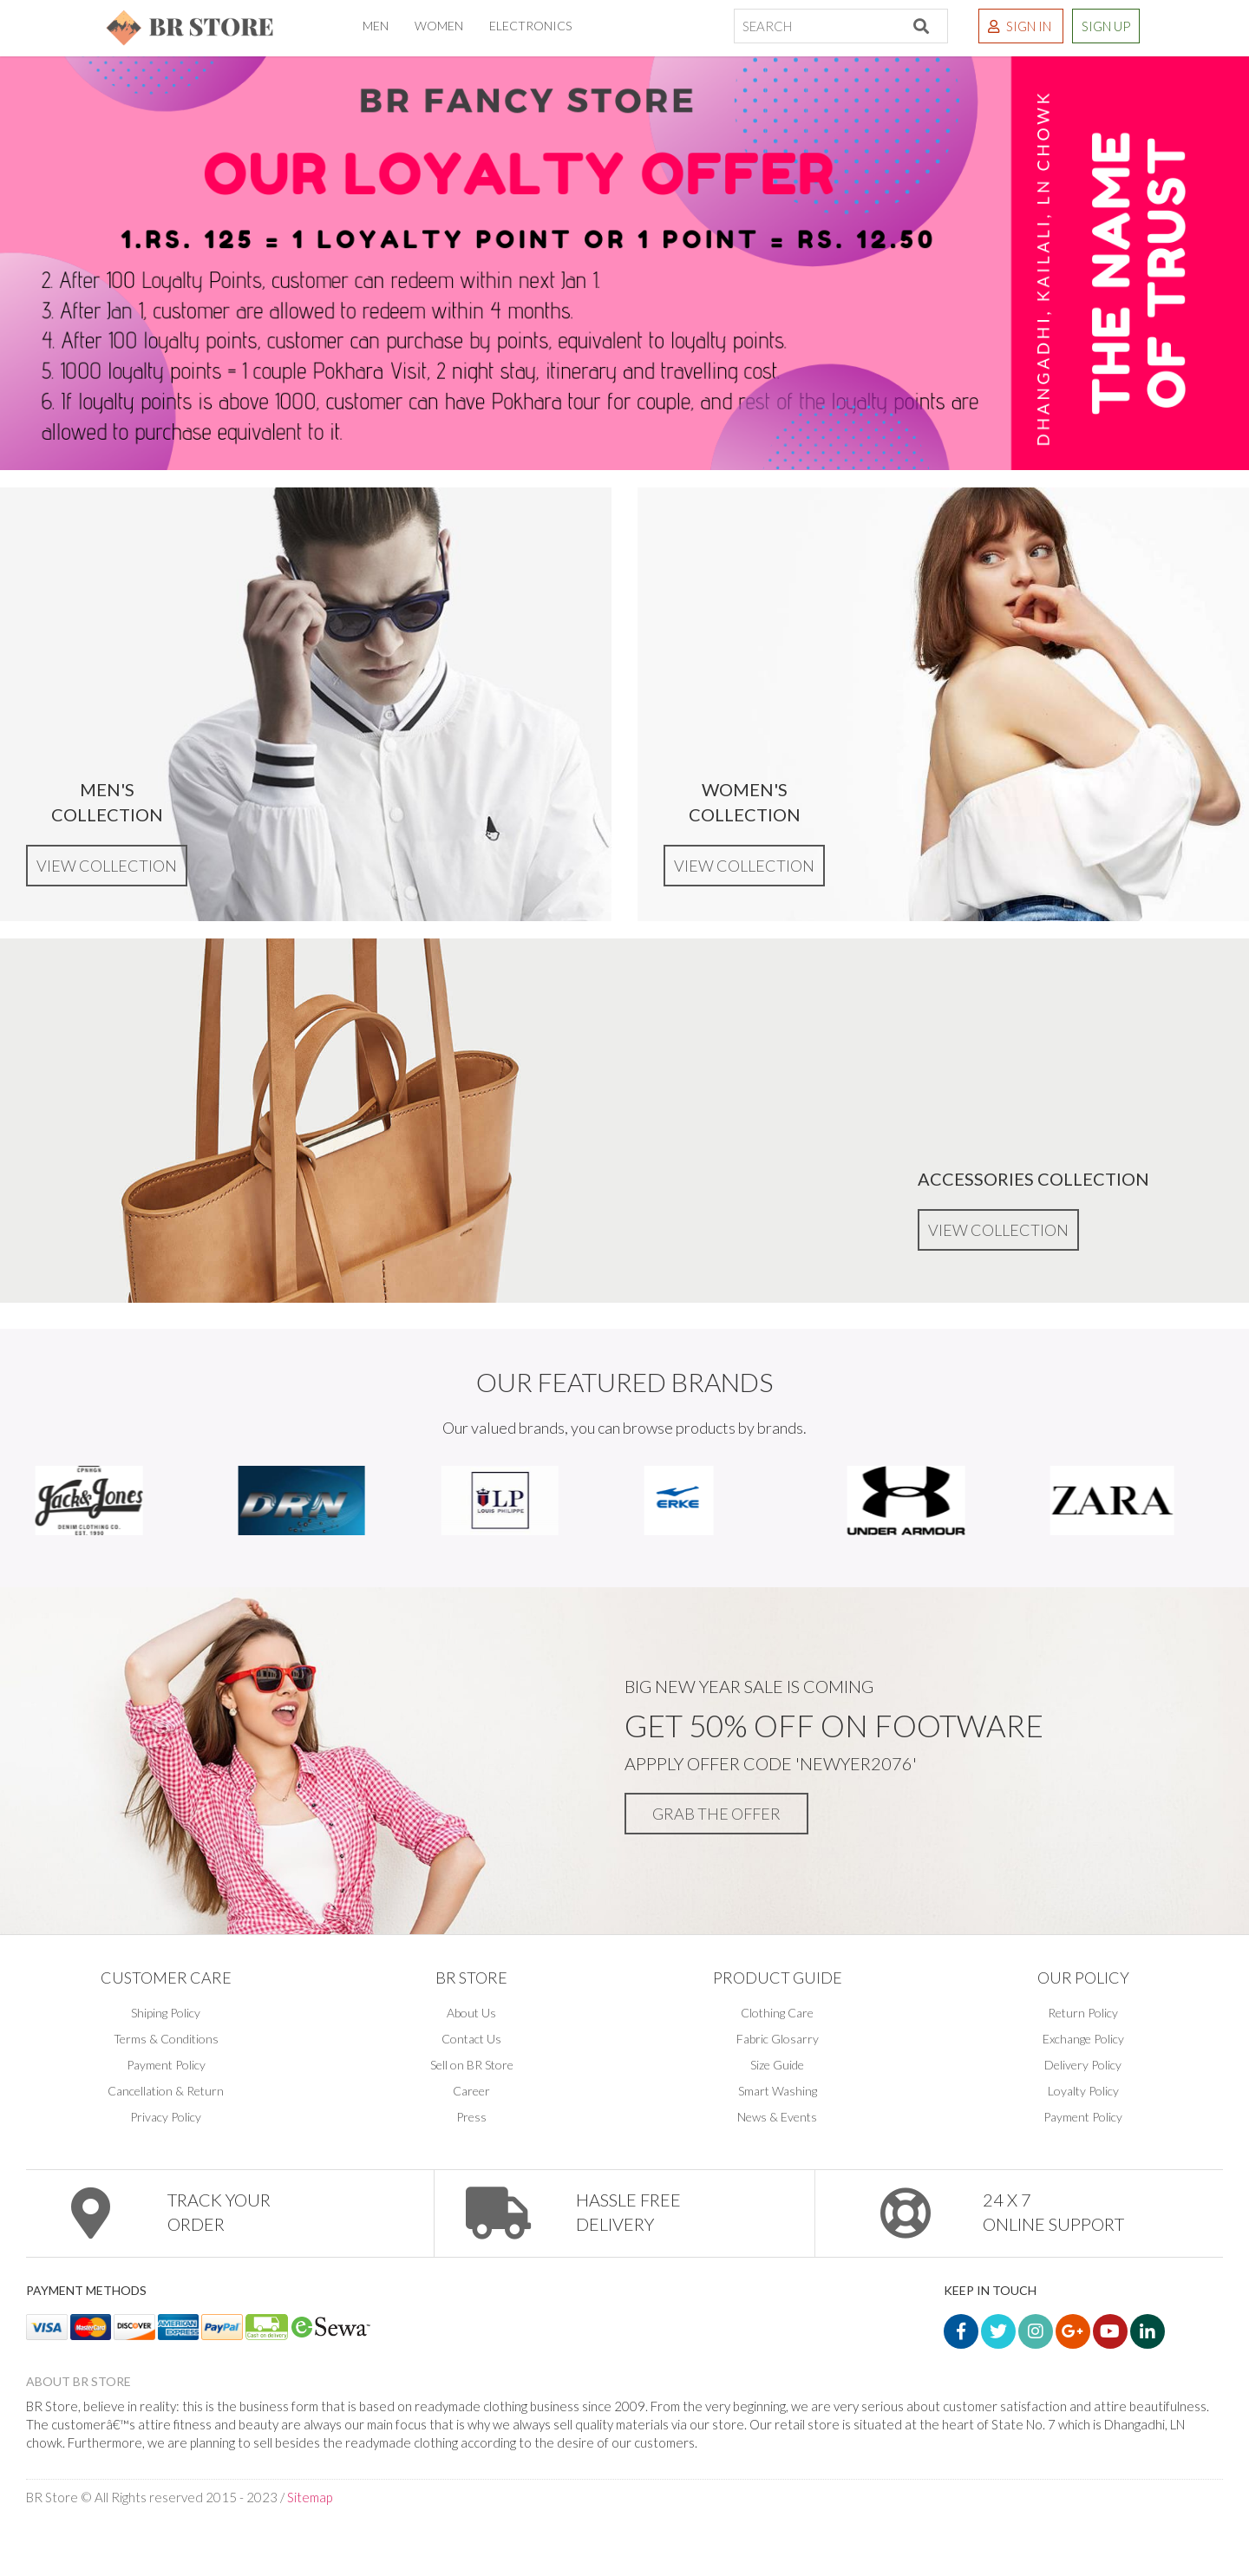 BR STORE
MEN WOMEN ELECTRONICS
SEARCH
SIGN IN
SIGN UP
BR FANCY STORE
OUR LOYALTY OFFER
1.RS. 125 = 1 LOYALTY POINT OR 1 POINT = RS. 12.50
2. After 100 Loyalty Points, customer can redeem within next Jan 1.
3. After Jan 1, customer are allowed to redeem within 4 months.
4. After 100 loyalty points, customer can purchase by points, equivalent to loyalty points.
5. 1000 loyalty points = 1 couple Pokhara Visit, 2 night stay, itinerary and travelling cost.
6. If loyalty points is above 1000, customer can have Pokhara tour for couple, and rest of the loyalty points are
allowed to purchase equivalent to it.
DHANGADHI, KAILALI, LN CHOWK
THE NAME
OF TRUST
MEN'S
COLLECTION
VIEW COLLECTION
WOMEN'S
COLLECTION
VIEW COLLECTION
ACCESSORIES COLLECTION
VIEW COLLECTION
OUR FEATURED BRANDS
Our valued brands, you can browse products by brands.
CPNHGN
Jack & Jones
DENIM CLOTHING CO.
EST. 1990
DRN
LP
LOUIS PHILIPPE
ERKE
UNDER ARMOUR
ZARA
BIG NEW YEAR SALE IS COMING
GET 50% OFF ON FOOTWARE
APPPLY OFFER CODE 'NEWYER2076'
GRAB THE OFFER
CUSTOMER CARE
Shiping Policy
Terms & Conditions
Payment Policy
Cancellation & Return
Privacy Policy
BR STORE
About Us
Contact Us
Sell on BR Store
Career
Press
PRODUCT GUIDE
Clothing Care
Fabric Glosarry
Size Guide
Smart Washing
News & Events
OUR POLICY
Return Policy
Exchange Policy
Delivery Policy
Loyalty Policy
Payment Policy
TRACK YOUR
ORDER
HASSLE FREE
DELIVERY
24 X 7
ONLINE SUPPORT
PAYMENT METHODS
VISA
MasterCard
DISCOVER
AMERICAN EXPRESS
PayPal
Cash on delivery
eSewa
KEEP IN TOUCH
ABOUT BR STORE
BR Store, believe in reality: this is the business form that is based on readymade clothing business since 2009. From the very beginning, we are very serious about customer satisfaction and attire beautifulness.
The customerâ€™s attire fitness and beauty are always our main focus that is why we always sell quality materials via our store. Our retail store is situated at the heart of State No. 7 which is Dhangadhi, LN
chowk. Furthermore, we are planning to sell besides the readymade clothing according to the desire of our customers.
BR Store © All Rights reserved 2015 - 2023 / Sitemap